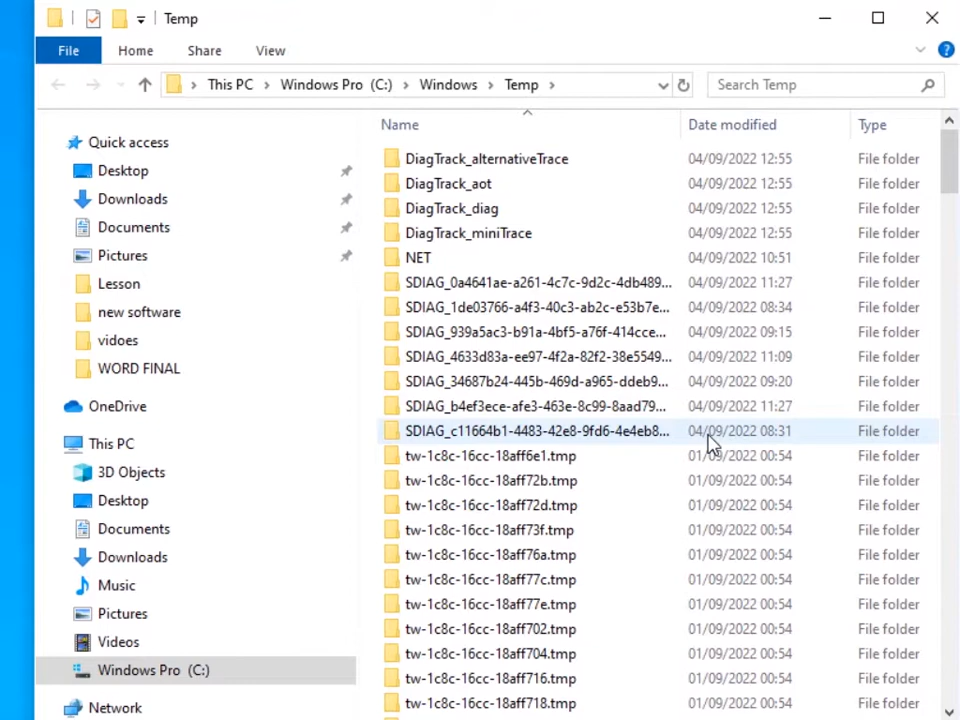 Temp
File Home Share View
This PC Windows Pro (C:) Windows Temp Search Temp
Name Date modified Type
Quick access
Desktop
Downloads
Documents
Pictures
Lesson
new software
vidoes
WORD FINAL
OneDrive
This PC
3D Objects
Desktop
Documents
Downloads
Music
Pictures
Videos
Windows Pro (C:)
Network
DiagTrack_alternativeTrace 04/09/2022 12:55 File folder
DiagTrack_aot 04/09/2022 12:55 File folder
DiagTrack_diag 04/09/2022 12:55 File folder
DiagTrack_miniTrace 04/09/2022 12:55 File folder
NET 04/09/2022 10:51 File folder
SDIAG_0a4641ae-a261-4c7c-9d2c-4db489... 04/09/2022 11:27 File folder
SDIAG_1de03766-a4f3-40c3-ab2c-e53b7e... 04/09/2022 08:34 File folder
SDIAG_939a5ac3-b91a-4bf5-a76f-414cce... 04/09/2022 09:15 File folder
SDIAG_4633d83a-ee97-4f2a-82f2-38e5549... 04/09/2022 11:09 File folder
SDIAG_34687b24-445b-469d-a965-ddeb9... 04/09/2022 09:20 File folder
SDIAG_b4ef3ece-afe3-463e-8c99-8aad79... 04/09/2022 11:27 File folder
SDIAG_c11664b1-4483-42e8-9fd6-4e4eb8... 04/09/2022 08:31 File folder
tw-1c8c-16cc-18aff6e1.tmp 01/09/2022 00:54 File folder
tw-1c8c-16cc-18aff72b.tmp 01/09/2022 00:54 File folder
tw-1c8c-16cc-18aff72d.tmp 01/09/2022 00:54 File folder
tw-1c8c-16cc-18aff73f.tmp 01/09/2022 00:54 File folder
tw-1c8c-16cc-18aff76a.tmp 01/09/2022 00:54 File folder
tw-1c8c-16cc-18aff77c.tmp 01/09/2022 00:54 File folder
tw-1c8c-16cc-18aff77e.tmp 01/09/2022 00:54 File folder
tw-1c8c-16cc-18aff702.tmp 01/09/2022 00:54 File folder
tw-1c8c-16cc-18aff704.tmp 01/09/2022 00:54 File folder
tw-1c8c-16cc-18aff716.tmp 01/09/2022 00:54 File folder
tw-1c8c-16cc-18aff718.tmp 01/09/2022 00:54 File folder